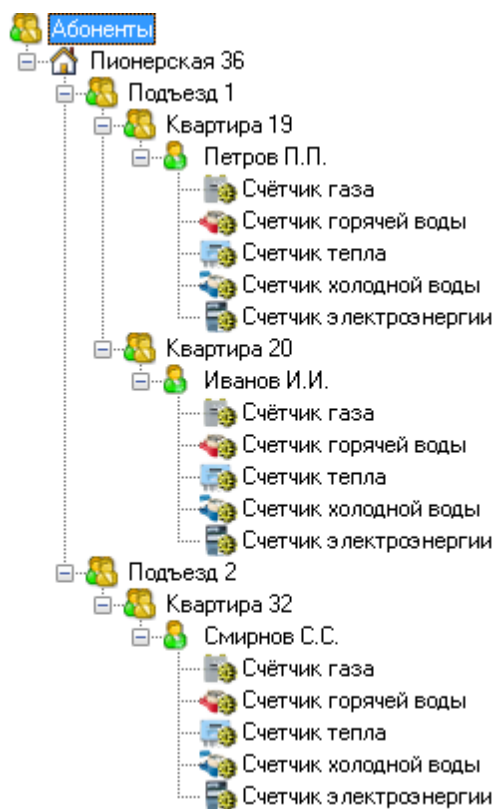 Абоненты
Пионерская 36
Подъезд 1
Квартира 19
Петров П.П.
Счётчик газа
Счетчик горячей воды
Счетчик тепла
Счетчик холодной воды
Счетчик электроэнергии
Квартира 20
Иванов И.И.
Счётчик газа
Счетчик горячей воды
Счетчик тепла
Счетчик холодной воды
Счетчик электроэнергии
Подъезд 2
Квартира 32
Смирнов С.С.
Счётчик газа
Счетчик горячей воды
Счетчик тепла
Счетчик холодной воды
Счетчик электроэнергии